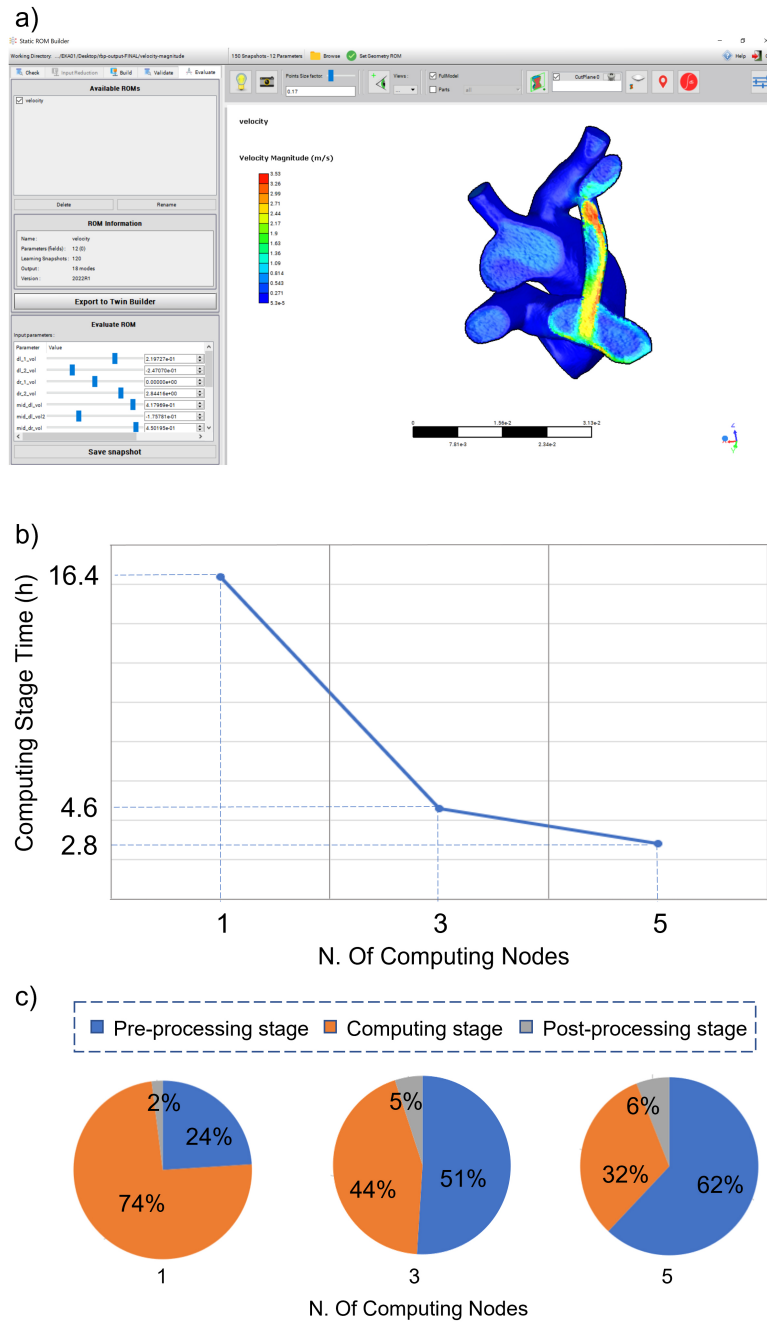 a)
Static ROM Builder
Working Directory: .../EKA01/Desktop/tbp-output-FINAL/velocity-magnitude
150 Snapshots - 12 Parameters
Browse
Set Geometry ROM
Help
Check
Input Reduction
Build
Validate
Evaluate
Points Size factor:
0.17
Views :
...
FullModel
Parts
all
OutPlane 0
Available ROMs
velocity
Delete
Rename
ROM Information
Name : velocity
Parameters (fields) : 12 (0)
Learning Snapshots : 120
Output : 18 modes
Version : 2022R1
Export to Twin Builder
Evaluate ROM
Input parameters :
Parameter Value
dl_1_vol 2.19727e-01
dl_2_vol -2.47070e-01
dr_1_vol 0.00000e+00
dr_2_vol 2.84416e-01
mid_dl_vol 4.17969e-01
mid_dl_vol2 -1.75781e-01
mid_dr_vol 4.50195e-01
Save snapshot
velocity
Velocity Magnitude (m/s)
3.53
3.26
2.99
2.71
2.44
2.17
1.9
1.63
1.36
1.09
0.814
0.543
0.271
5.3e-5
0
1.56e-2
3.13e-2
7.81e-3
2.34e-2
b)
Computing Stage Time (h)
16.4
4.6
2.8
1
3
5
N. Of Computing Nodes
c)
Pre-processing stage
Computing stage
Post-processing stage
2%
24%
74%
5%
51%
44%
6%
62%
32%
1
3
5
N. Of Computing Nodes